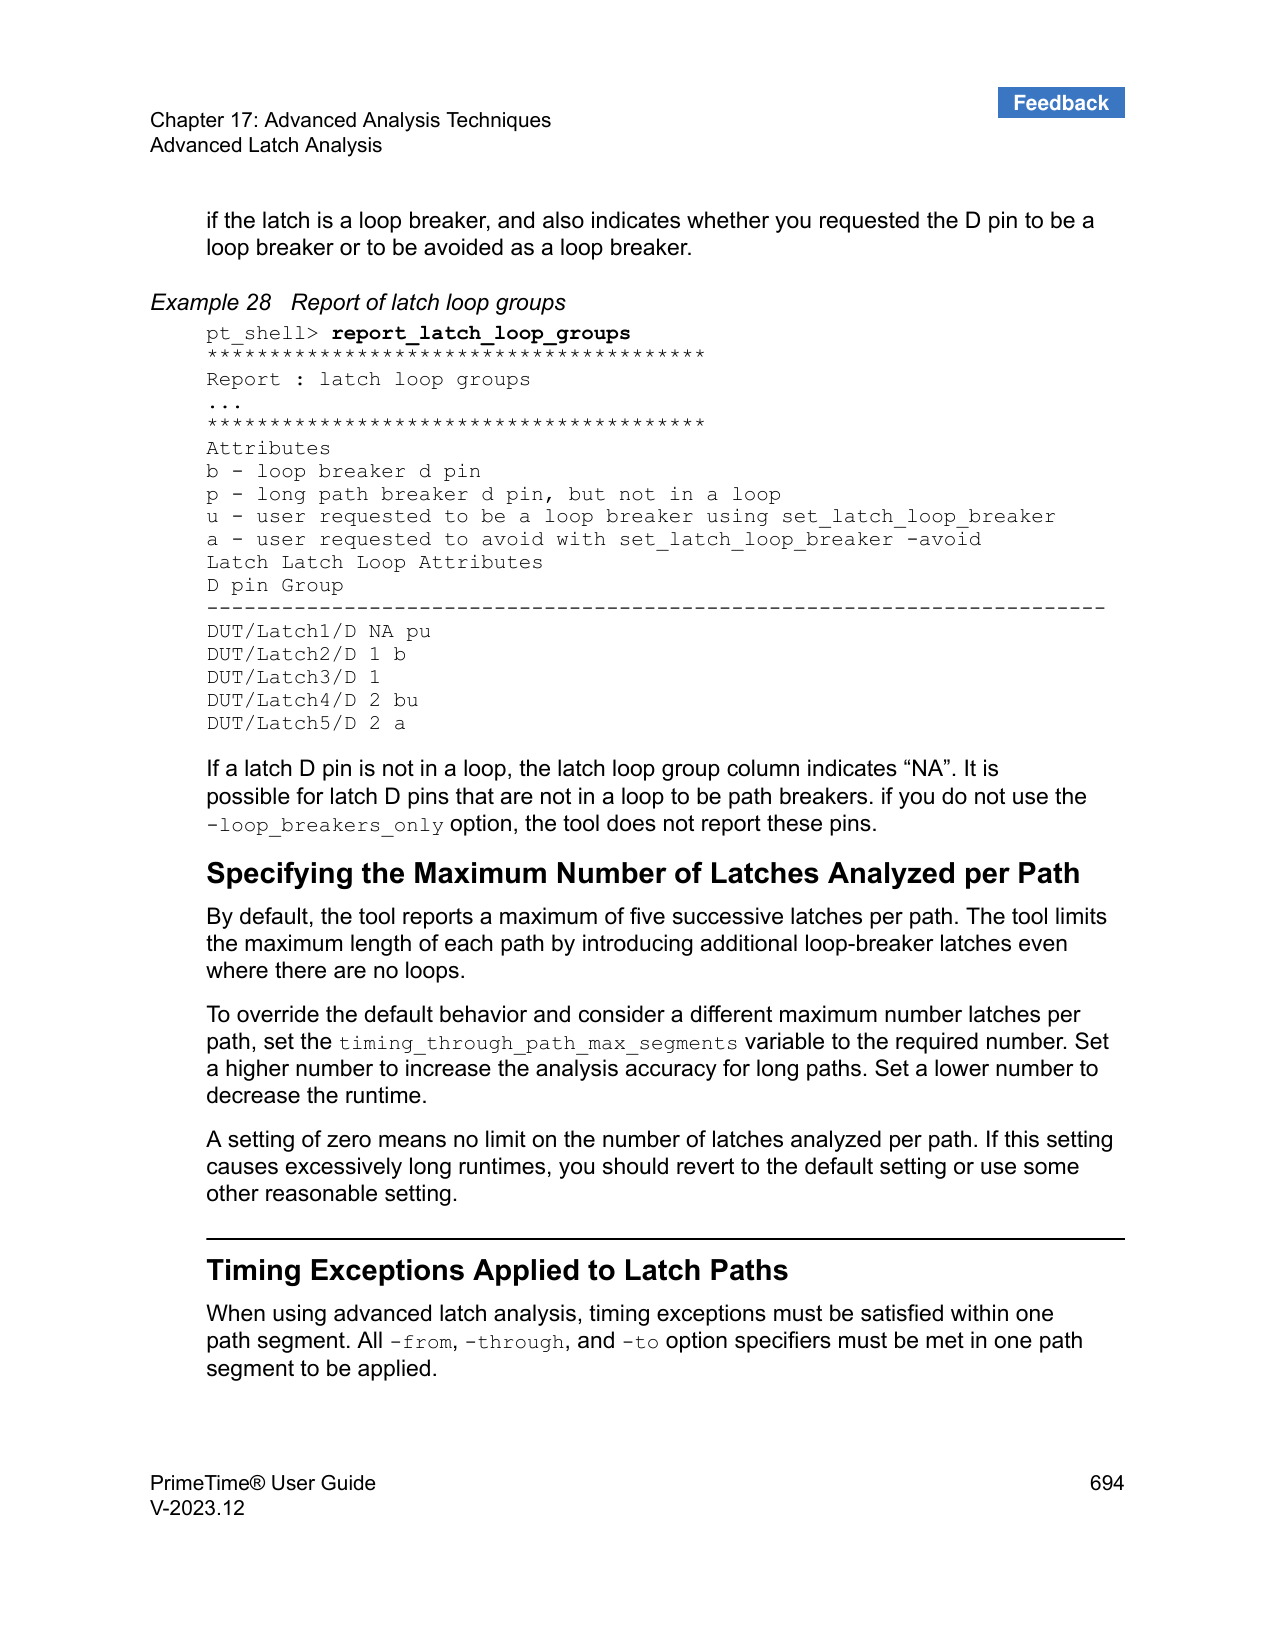 Feedback
Chapter 17: Advanced Analysis Techniques
Advanced Latch Analysis
if the latch is a loop breaker, and also indicates whether you requested the D pin to be a
loop breaker or to be avoided as a loop breaker.
Example 28   Report of latch loop groups
pt_shell> report_latch_loop_groups
****************************************
Report : latch loop groups
...
****************************************
Attributes
b - loop breaker d pin
p - long path breaker d pin, but not in a loop
u - user requested to be a loop breaker using set_latch_loop_breaker
a - user requested to avoid with set_latch_loop_breaker -avoid
Latch Latch Loop Attributes
D pin Group
------------------------------------------------------------------------
DUT/Latch1/D NA pu
DUT/Latch2/D 1 b
DUT/Latch3/D 1
DUT/Latch4/D 2 bu
DUT/Latch5/D 2 a
If a latch D pin is not in a loop, the latch loop group column indicates “NA”. It is
possible for latch D pins that are not in a loop to be path breakers. if you do not use the
-loop_breakers_only option, the tool does not report these pins.
Specifying the Maximum Number of Latches Analyzed per Path
By default, the tool reports a maximum of five successive latches per path. The tool limits
the maximum length of each path by introducing additional loop-breaker latches even
where there are no loops.
To override the default behavior and consider a different maximum number latches per
path, set the timing_through_path_max_segments variable to the required number. Set
a higher number to increase the analysis accuracy for long paths. Set a lower number to
decrease the runtime.
A setting of zero means no limit on the number of latches analyzed per path. If this setting
causes excessively long runtimes, you should revert to the default setting or use some
other reasonable setting.
Timing Exceptions Applied to Latch Paths
When using advanced latch analysis, timing exceptions must be satisfied within one
path segment. All -from, -through, and -to option specifiers must be met in one path
segment to be applied.
PrimeTime® User Guide 694
V-2023.12